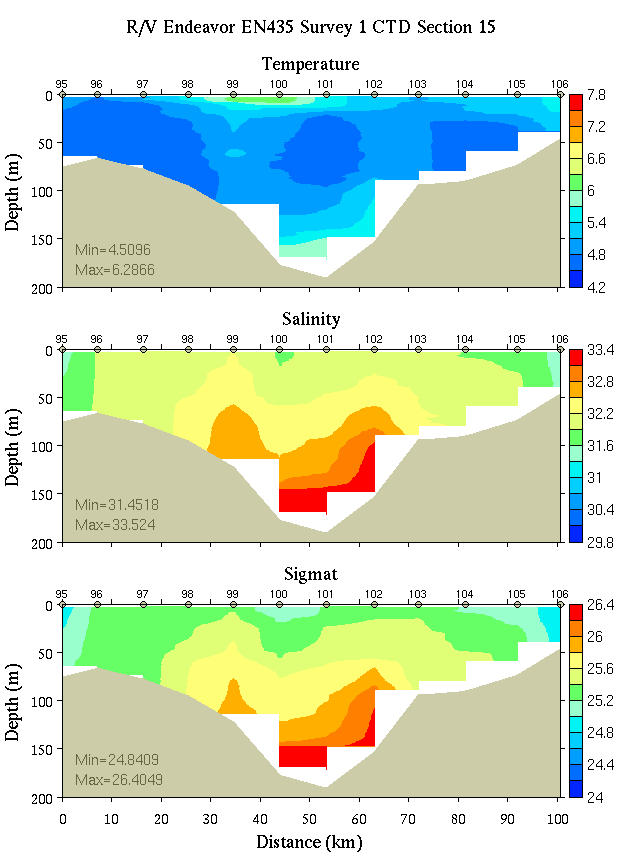 R/V Endeavor EN435 Survey 1 CTD Section 15
Temperature
95 96 97 98 99 100 101 102 103 104 105 106
0
50
100
150
200
Depth (m)
Min=4.5096
Max=6.2866
7.8
7.2
6.6
6
5.4
4.8
4.2
Salinity
95 96 97 98 99 100 101 102 103 104 105 106
0
50
100
150
200
Depth (m)
Min=31.4518
Max=33.524
33.4
32.8
32.2
31.6
31
30.4
29.8
Sigmat
95 96 97 98 99 100 101 102 103 104 105 106
0
50
100
150
200
Depth (m)
Min=24.8409
Max=26.4049
26.4
26
25.6
25.2
24.8
24.4
24
0 10 20 30 40 50 60 70 80 90 100
Distance (km)